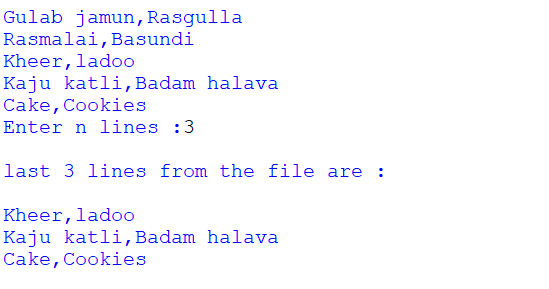 Gulab jamun,Rasgulla
Rasmalai,Basundi
Kheer,ladoo
Kaju katli,Badam halava
Cake,Cookies
Enter n lines :3
last 3 lines from the file are :
Kheer,ladoo
Kaju katli,Badam halava
Cake,Cookies